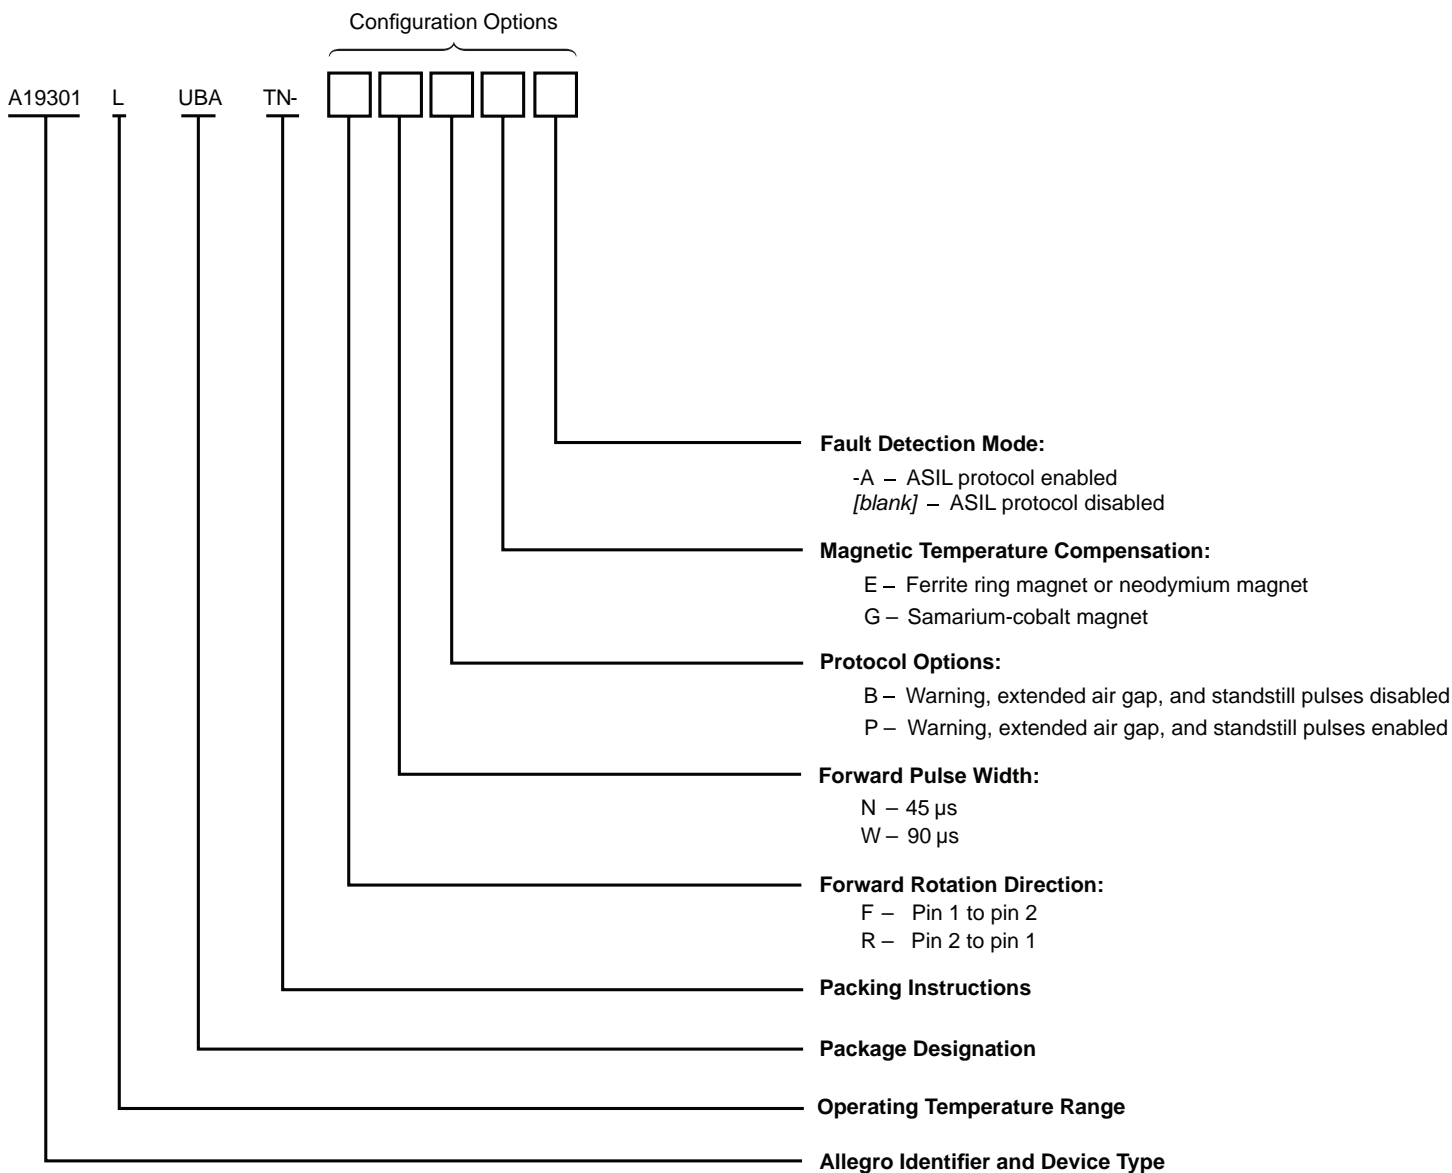 Configuration Options
A19301 L UBA TN-
Fault Detection Mode:
-A – ASIL protocol enabled
[blank] – ASIL protocol disabled
Magnetic Temperature Compensation:
E – Ferrite ring magnet or neodymium magnet
G – Samarium-cobalt magnet
Protocol Options:
B – Warning, extended air gap, and standstill pulses disabled
P – Warning, extended air gap, and standstill pulses enabled
Forward Pulse Width:
N – 45 µs
W – 90 µs
Forward Rotation Direction:
F – Pin 1 to pin 2
R – Pin 2 to pin 1
Packing Instructions
Package Designation
Operating Temperature Range
Allegro Identifier and Device Type